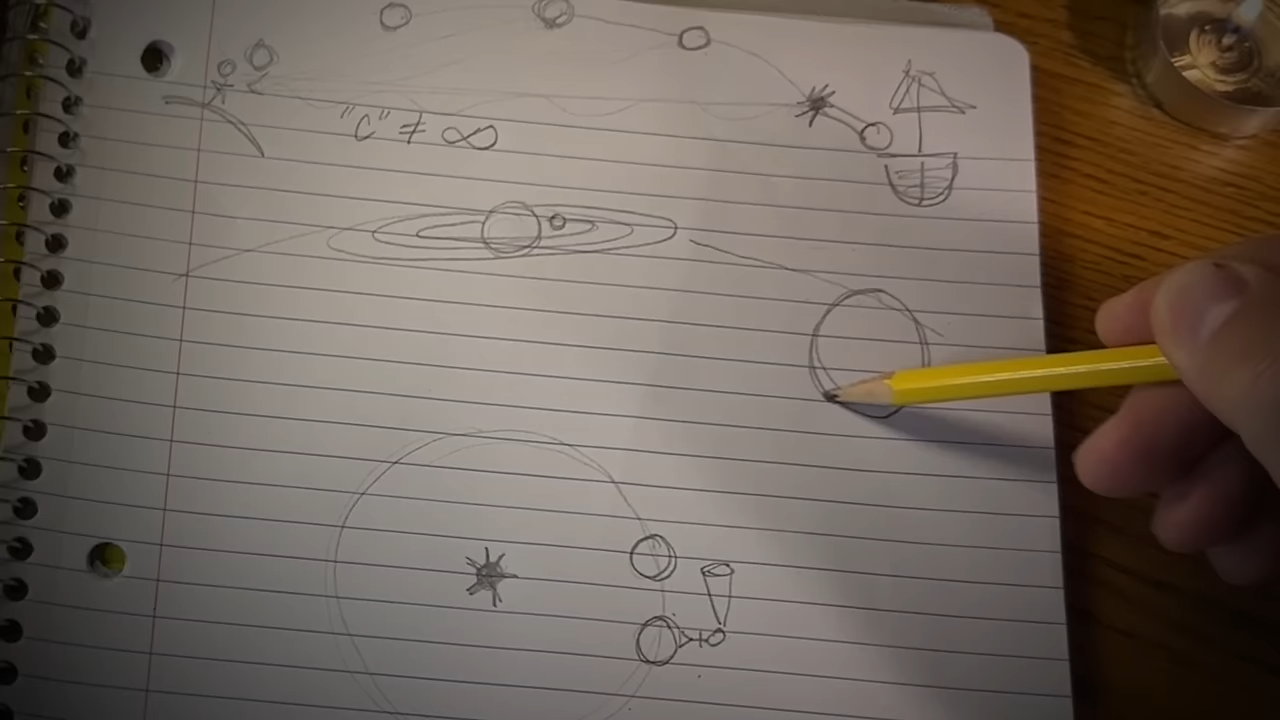 "c" ≠ ∞